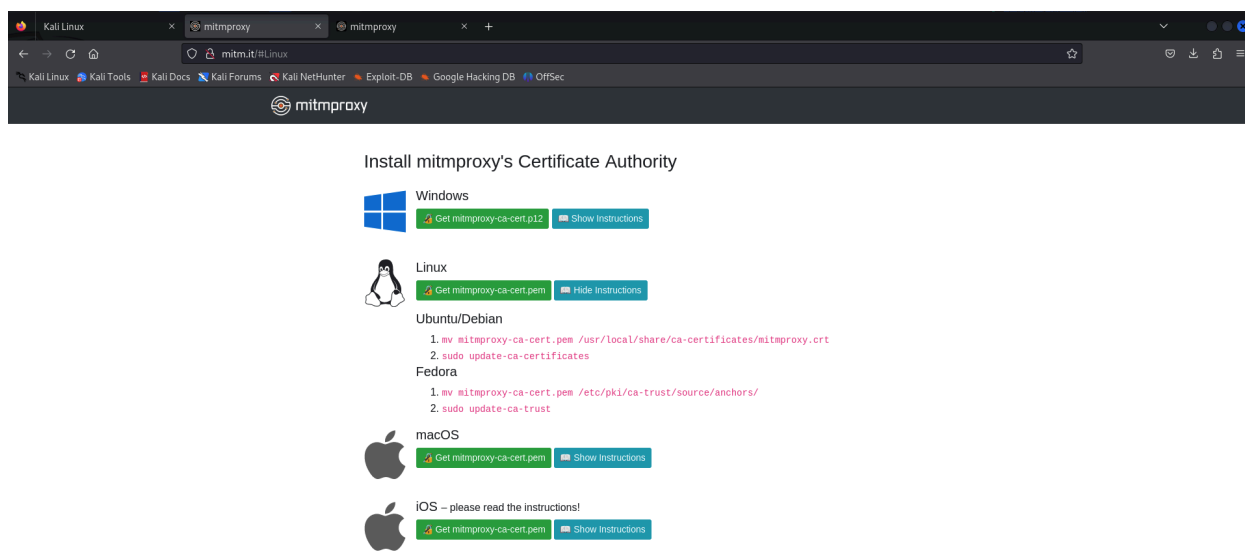 Kali Linux × mitmproxy × mitmproxy × +
mitm.it/#Linux
Kali Linux Kali Tools Kali Docs Kali Forums Kali NetHunter Exploit-DB Google Hacking DB OffSec
mitmproxy
Install mitmproxy's Certificate Authority
Windows
Get mitmproxy-ca-cert.p12 Show Instructions
Linux
Get mitmproxy-ca-cert.pem Hide Instructions
Ubuntu/Debian
1. mv mitmproxy-ca-cert.pem /usr/local/share/ca-certificates/mitmproxy.crt
2. sudo update-ca-certificates
Fedora
1. mv mitmproxy-ca-cert.pem /etc/pki/ca-trust/source/anchors/
2. sudo update-ca-trust
macOS
Get mitmproxy-ca-cert.pem Show Instructions
iOS – please read the instructions!
Get mitmproxy-ca-cert.pem Show Instructions